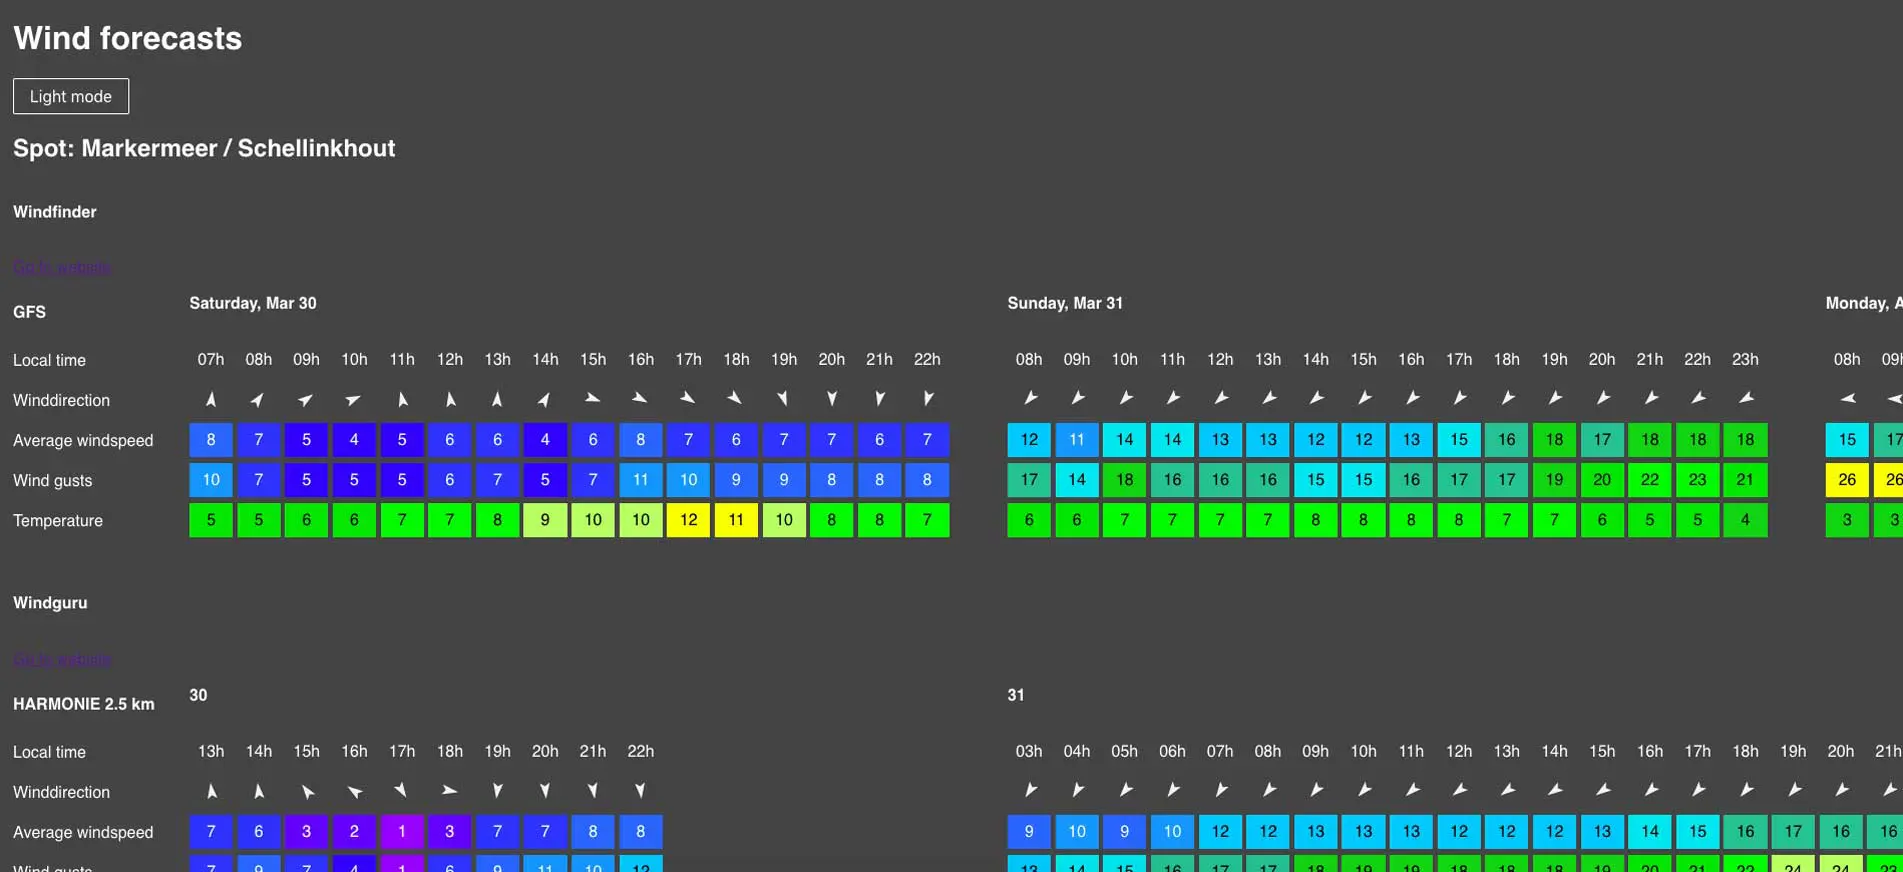 Wind forecasts
Light mode
Spot: Markermeer / Schellinkhout
Windfinder
Go to website
GFS Saturday, Mar 30 Sunday, Mar 31 Monday, A
Local time 07h 08h 09h 10h 11h 12h 13h 14h 15h 16h 17h 18h 19h 20h 21h 22h 08h 09h 10h 11h 12h 13h 14h 15h 16h 17h 18h 19h 20h 21h 22h 23h 08h 09h
Winddirection
Average windspeed 8 7 5 4 5 6 6 4 6 8 7 6 7 7 6 7 12 11 14 14 13 13 12 12 13 15 16 18 17 18 18 18 15 17
Wind gusts 10 7 5 5 5 6 7 5 7 11 10 9 9 8 8 8 17 14 18 16 16 16 15 15 16 17 17 19 20 22 23 21 26 26
Temperature 5 5 6 6 7 7 8 9 10 10 12 11 10 8 8 7 6 6 7 7 7 7 8 8 8 8 7 7 6 5 5 4 3 3
Windguru
Go to website
HARMONIE 2.5 km 30 31
Local time 13h 14h 15h 16h 17h 18h 19h 20h 21h 22h 03h 04h 05h 06h 07h 08h 09h 10h 11h 12h 13h 14h 15h 16h 17h 18h 19h 20h 21h
Winddirection
Average windspeed 7 6 3 2 1 3 7 7 8 8 9 10 9 10 12 12 13 13 13 12 12 12 13 14 15 16 17 16 16
Wind gusts 7 9 7 4 1 6 9 11 10 12 13 14 15 16 17 17 18 19 19 18 18 18 19 20 21 22 24 24